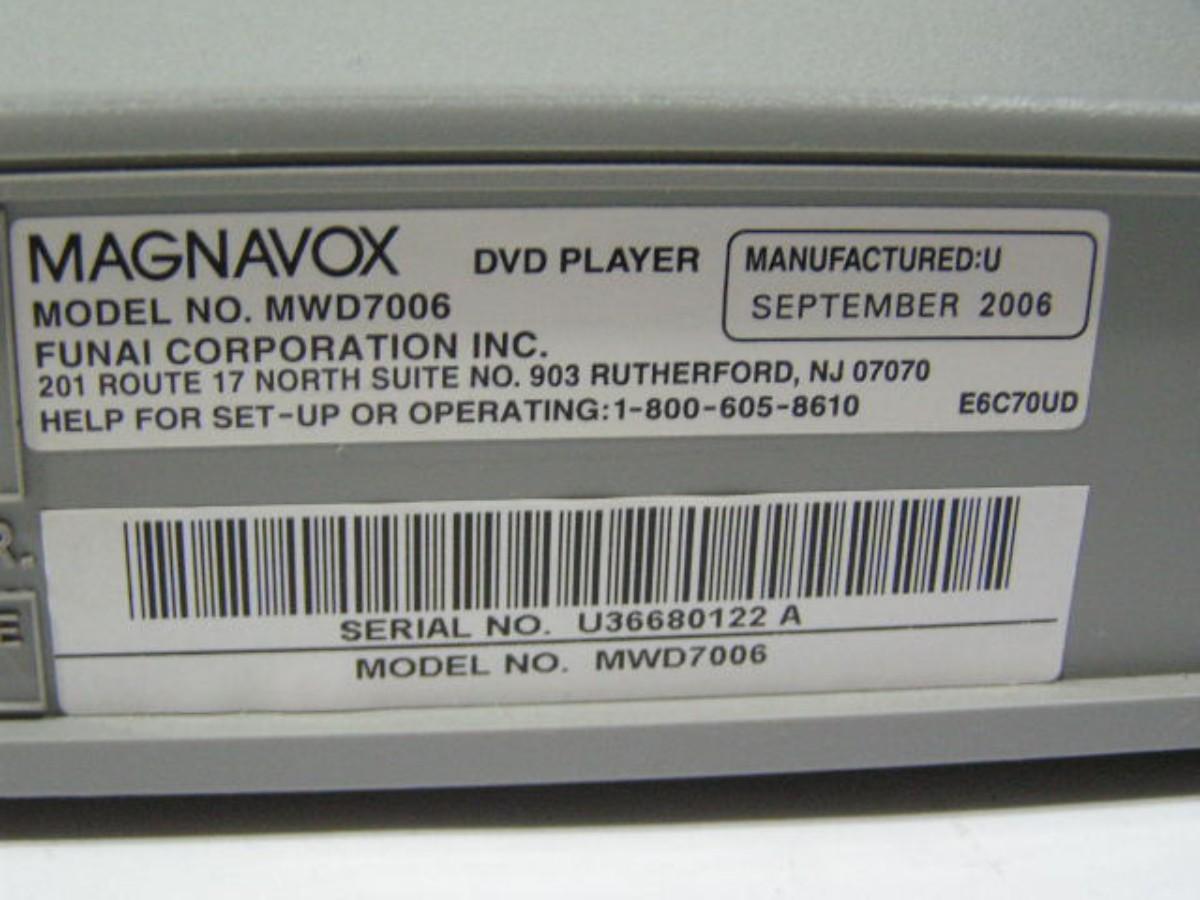 MAGNAVOX
DVD PLAYER
MANUFACTURED:U
SEPTEMBER 2006
MODEL NO. MWD7006
FUNAI CORPORATION INC.
201 ROUTE 17 NORTH SUITE NO. 903 RUTHERFORD, NJ 07070
HELP FOR SET-UP OR OPERATING:1-800-605-8610
E6C70UD
R.
E
SERIAL NO. U36680122 A
MODEL NO. MWD7006